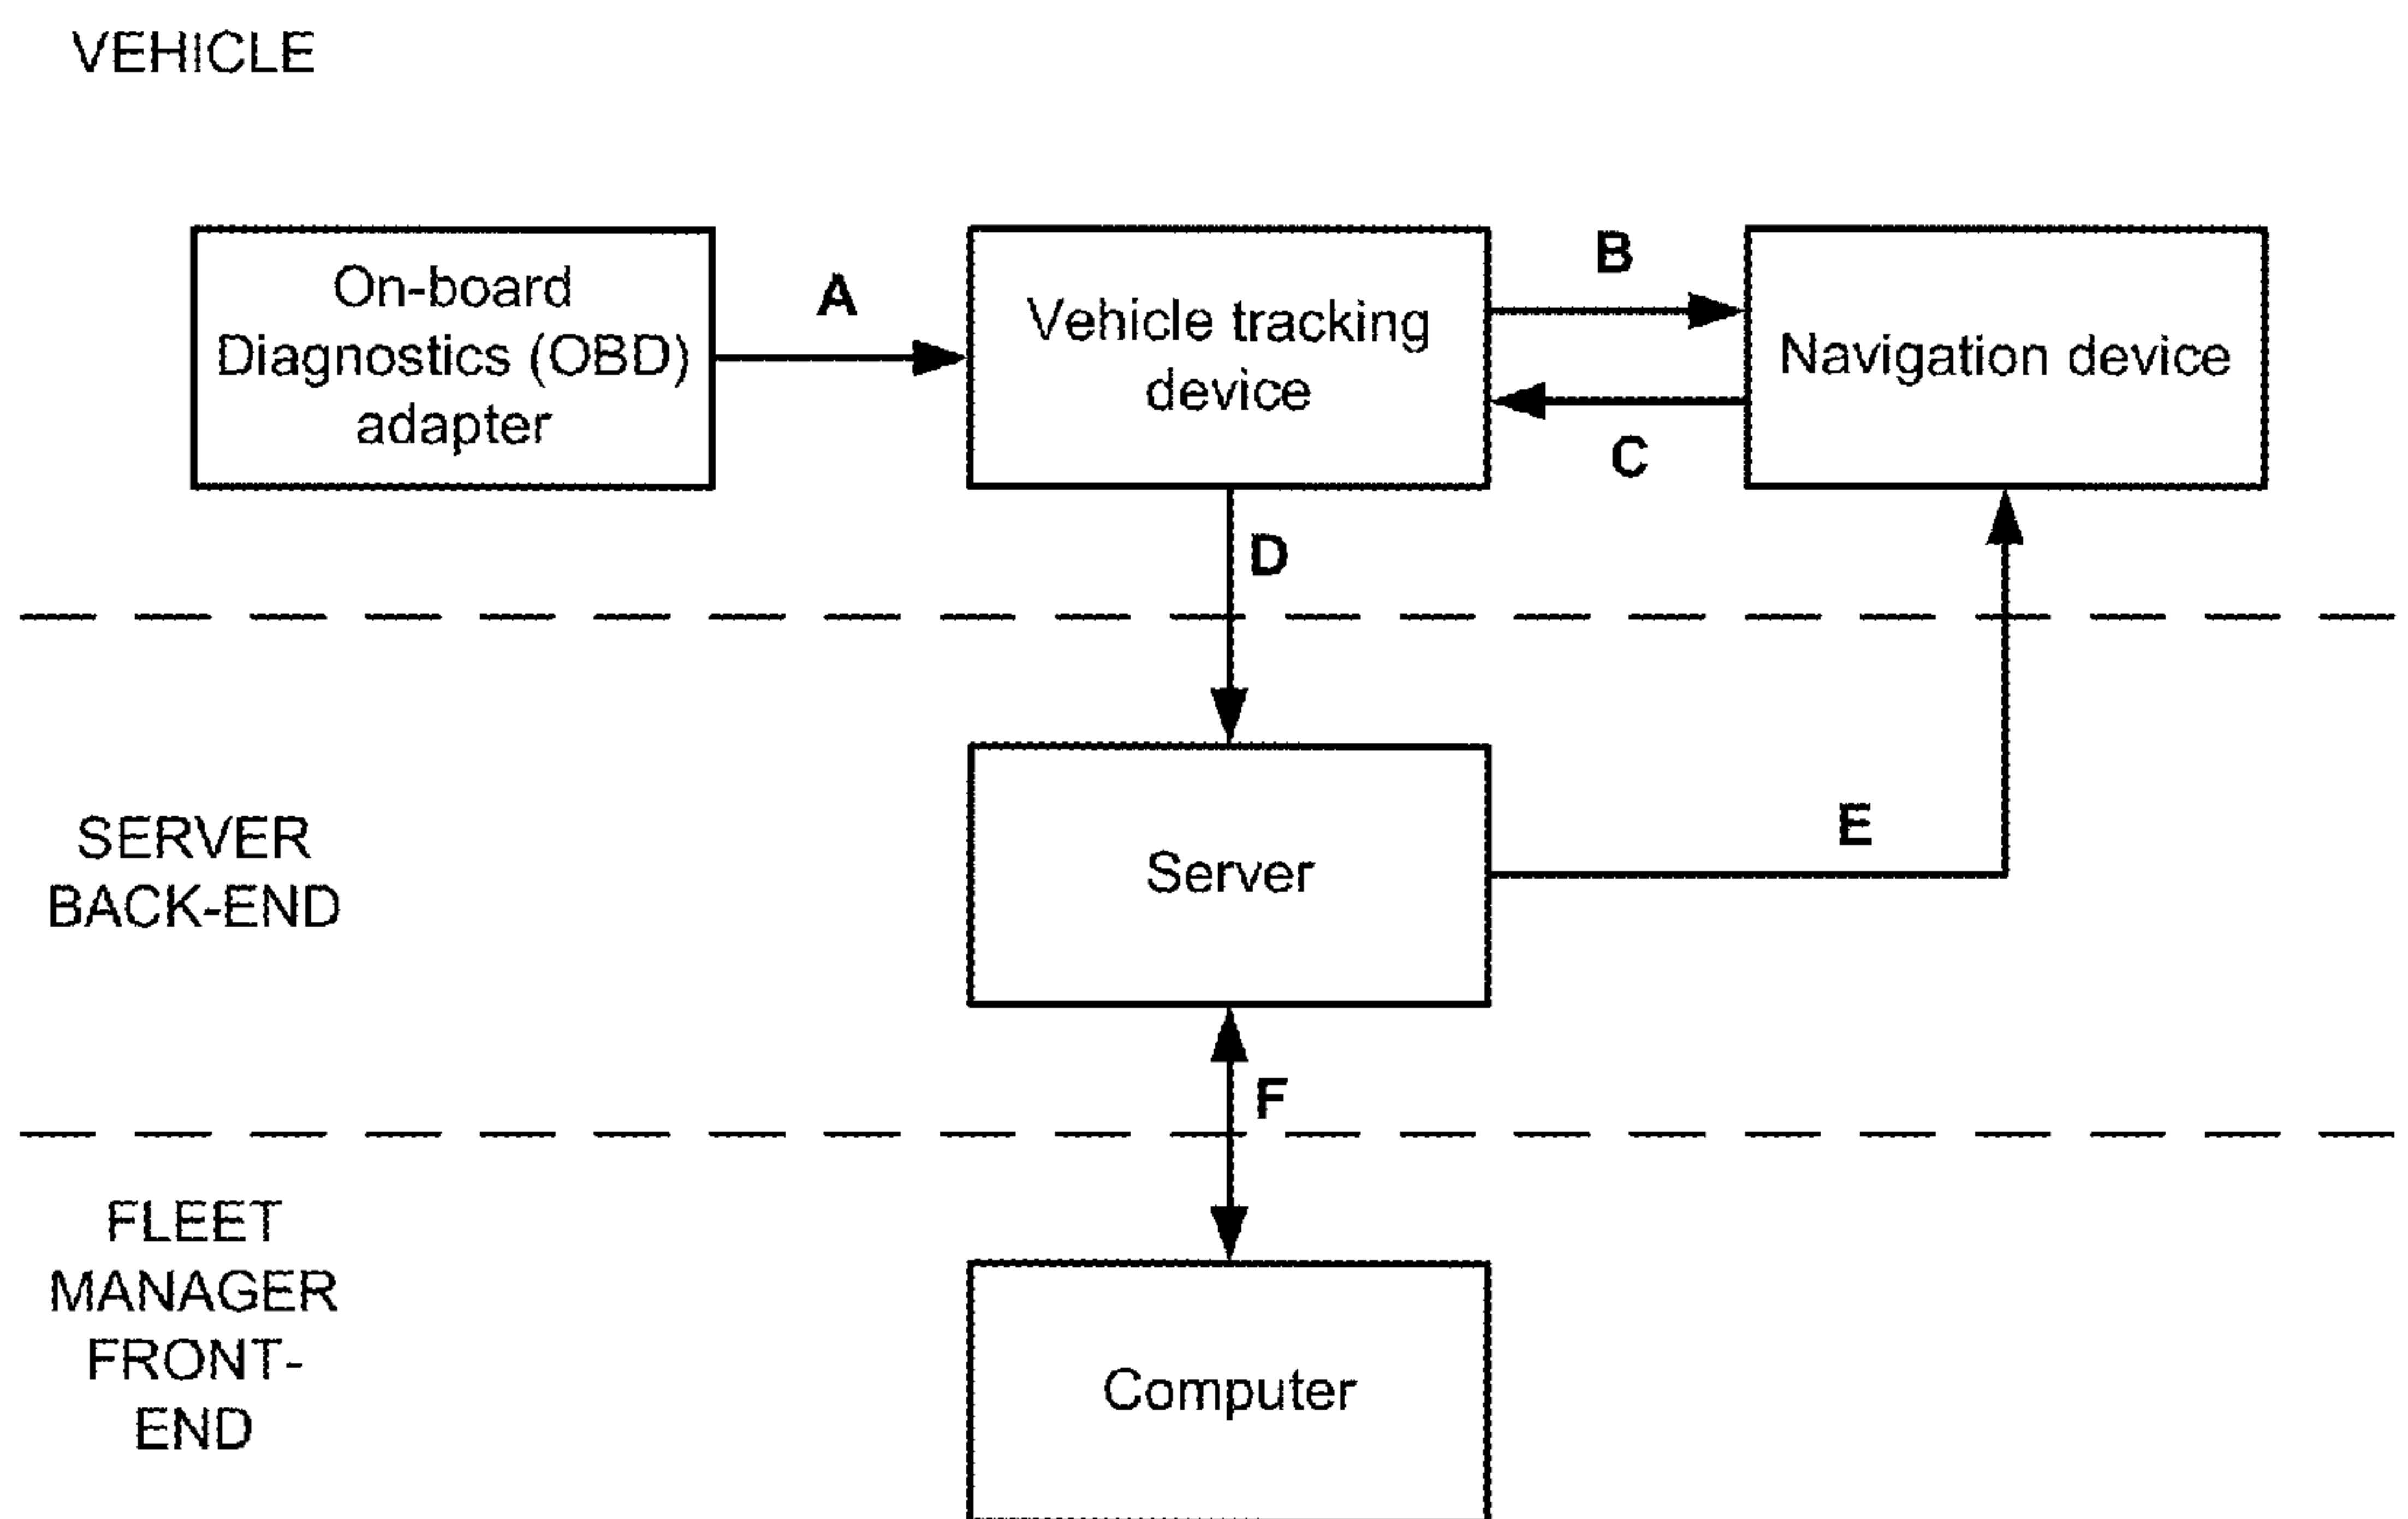 VEHICLE
On-board
Diagnostics (OBD)
adapter
A
Vehicle tracking
device
B
C
Navigation device
D
SERVER
BACK-END
Server
E
F
FLEET
MANAGER
FRONT-
END
Computer